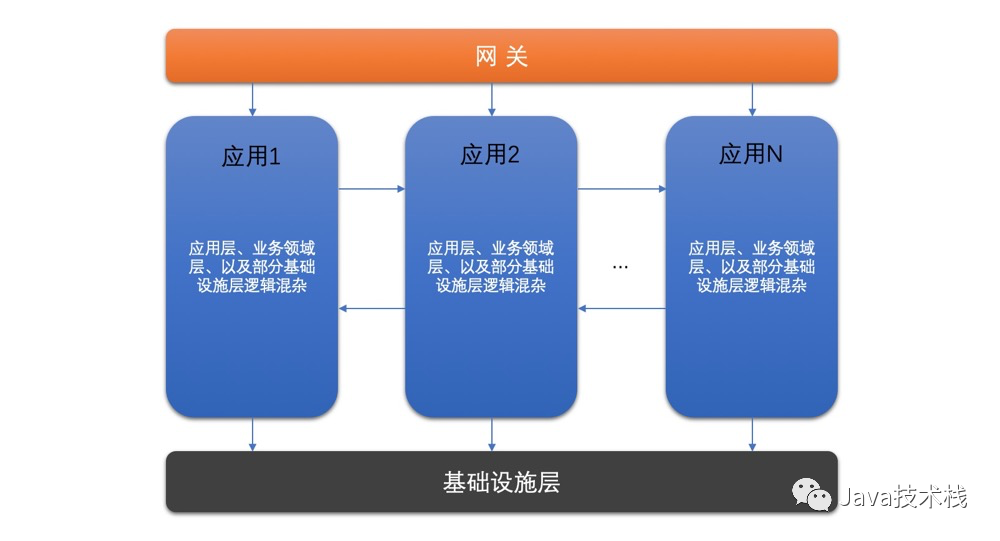 网 关
应用1
应用2
应用N
应用层、业务领域
层、以及部分基础
设施层逻辑混杂
应用层、业务领域
层、以及部分基础
设施层逻辑混杂
...
应用层、业务领域
层、以及部分基础
设施层逻辑混杂
基础设施层
Java技术栈